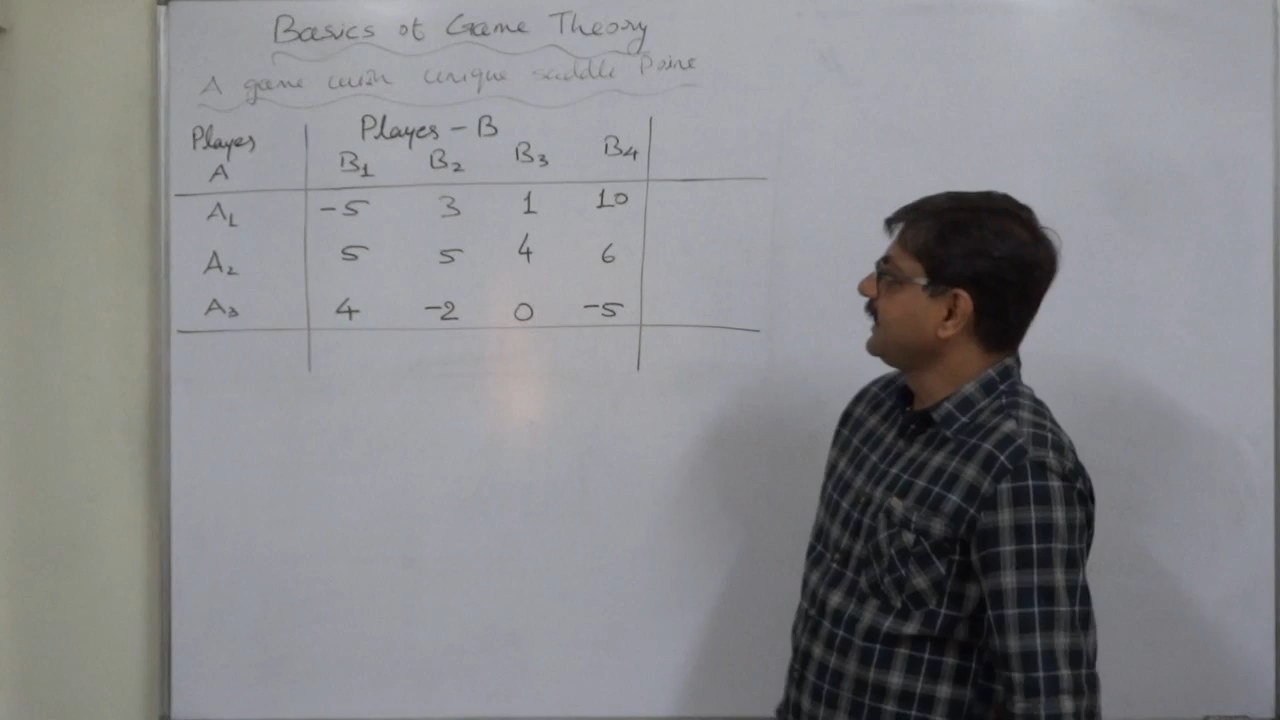 Basics of Game Theory
A game with unique saddle Point
Player Player - B
A B1 B2 B3 B4
A1 -5 3 1 10
A2 5 5 4 6
A3 4 -2 0 -5